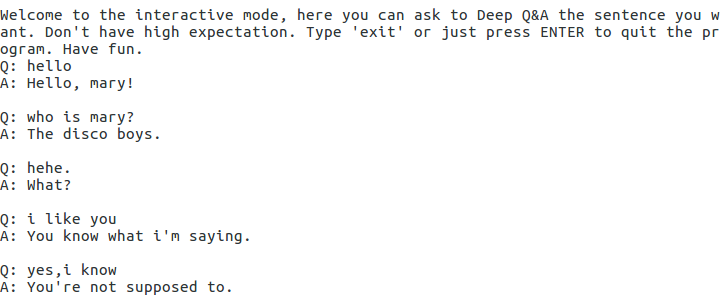 Welcome to the interactive mode, here you can ask to Deep Q&A the sentence you w
ant. Don't have high expectation. Type 'exit' or just press ENTER to quit the pr
ogram. Have fun.
Q: hello
A: Hello, mary!
Q: who is mary?
A: The disco boys.
Q: hehe.
A: What?
Q: i like you
A: You know what i'm saying.
Q: yes,i know
A: You're not supposed to.